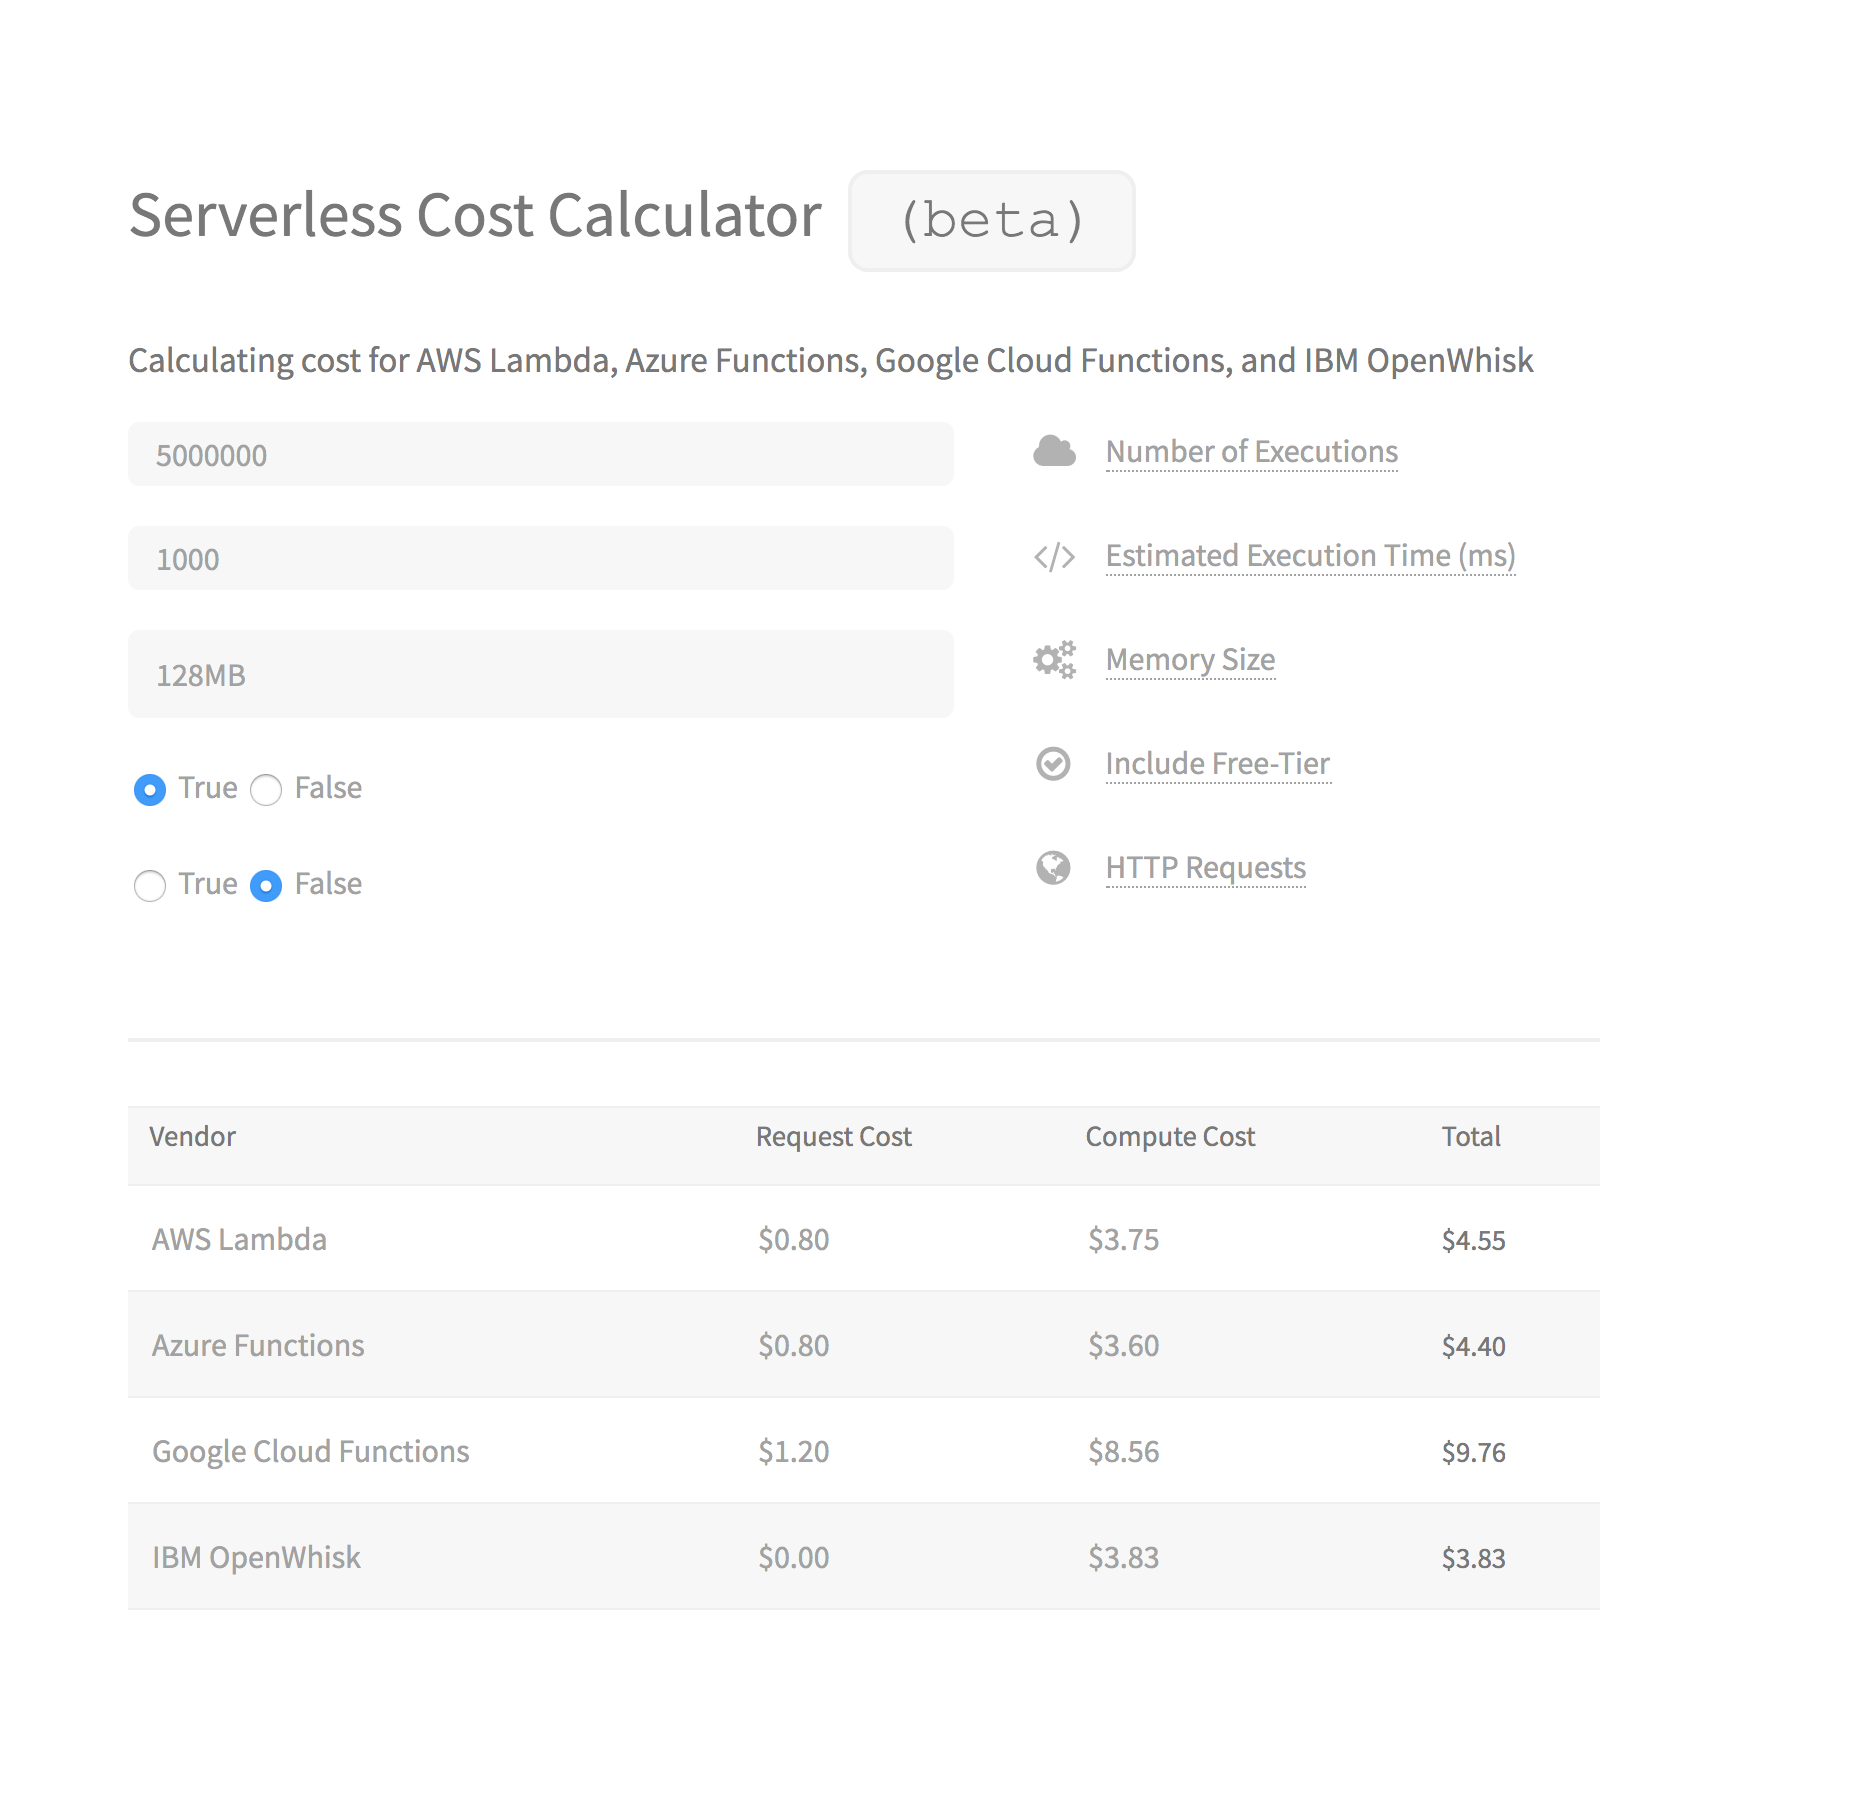 Serverless Cost Calculator (beta)
Calculating cost for AWS Lambda, Azure Functions, Google Cloud Functions, and IBM OpenWhisk
5000000 Number of Executions
1000 </> Estimated Execution Time (ms)
128MB Memory Size
True False Include Free-Tier
True False HTTP Requests
Vendor Request Cost Compute Cost Total
AWS Lambda $0.80 $3.75 $4.55
Azure Functions $0.80 $3.60 $4.40
Google Cloud Functions $1.20 $8.56 $9.76
IBM OpenWhisk $0.00 $3.83 $3.83